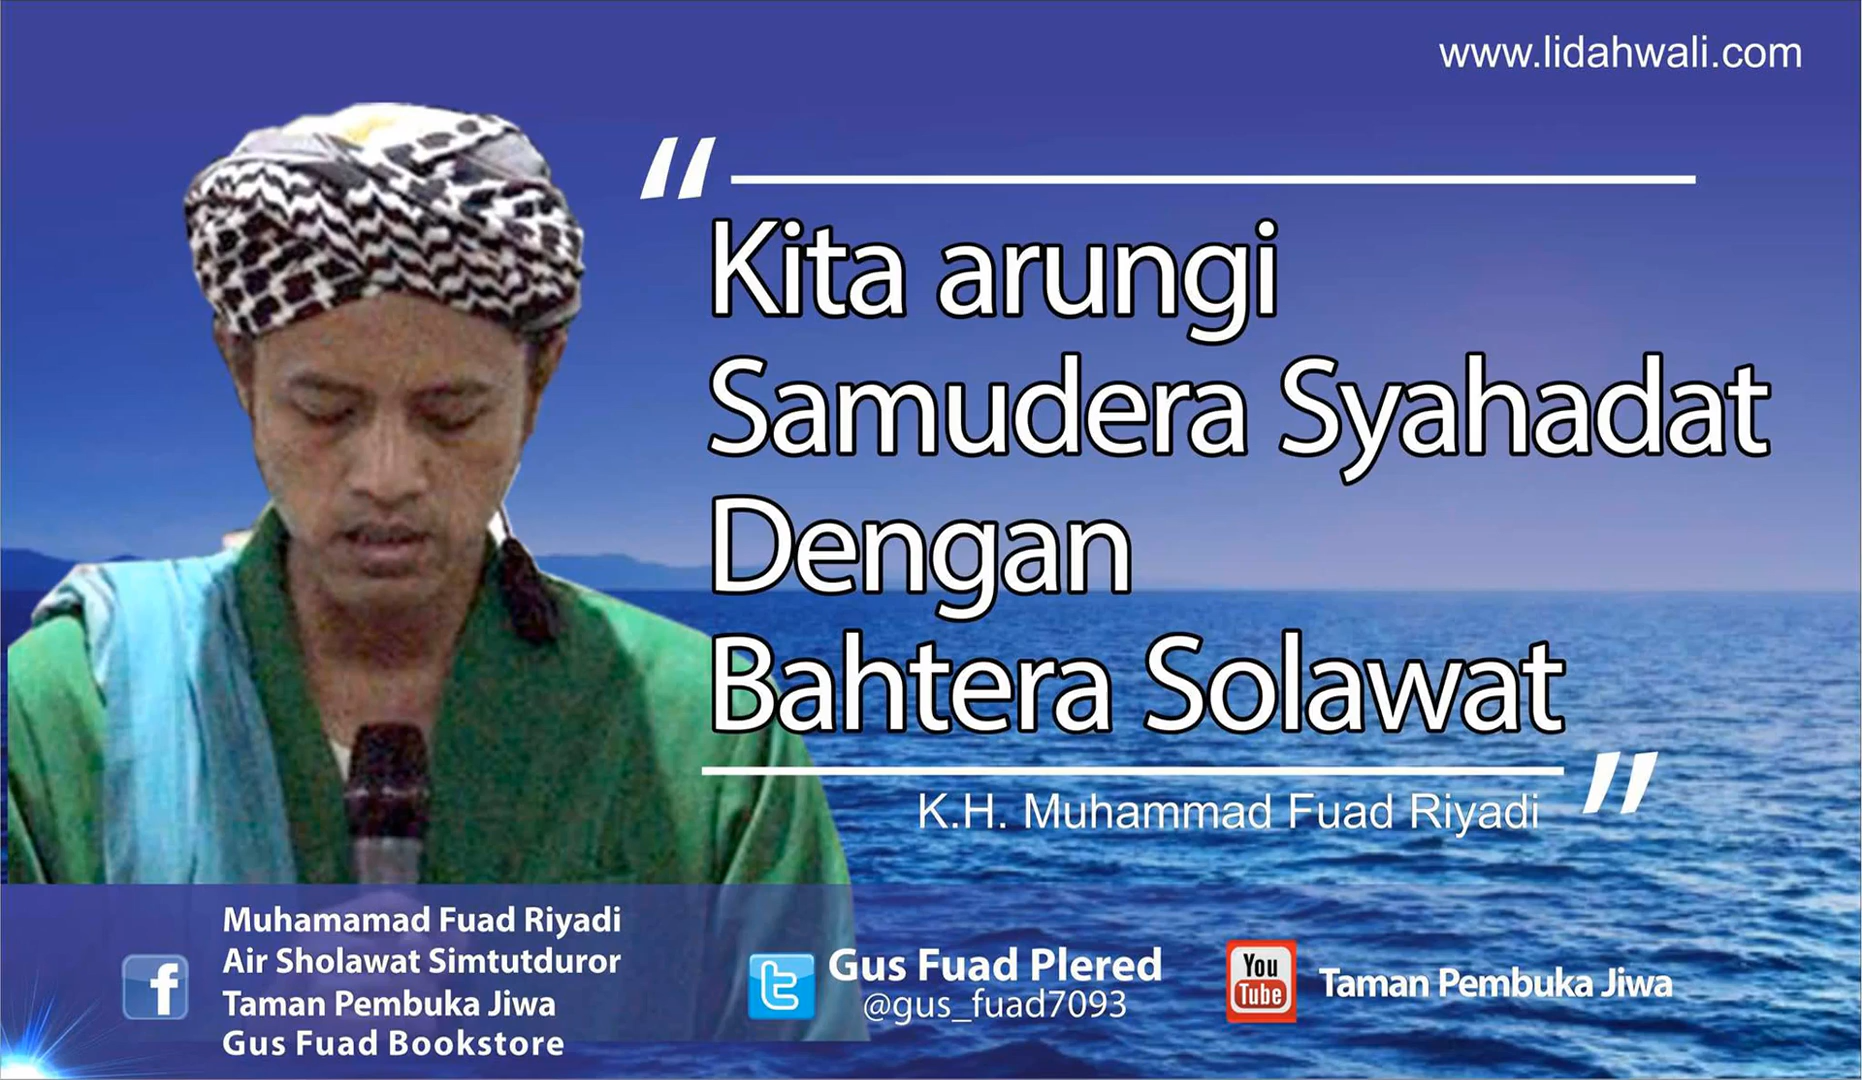 www.lidahwali.com
“
Kita arungi
Samudera Syahadat
Dengan
Bahtera Solawat
”
K.H. Muhammad Fuad Riyadi
f
Muhamamad Fuad Riyadi
Air Sholawat Simtutduror
Taman Pembuka Jiwa
Gus Fuad Bookstore
t
Gus Fuad Plered
@gus_fuad7093
You
Tube
Taman Pembuka Jiwa